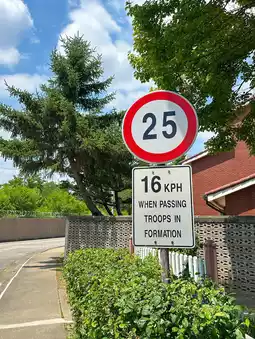 25
16 KPH
WHEN PASSING
TROOPS IN
FORMATION